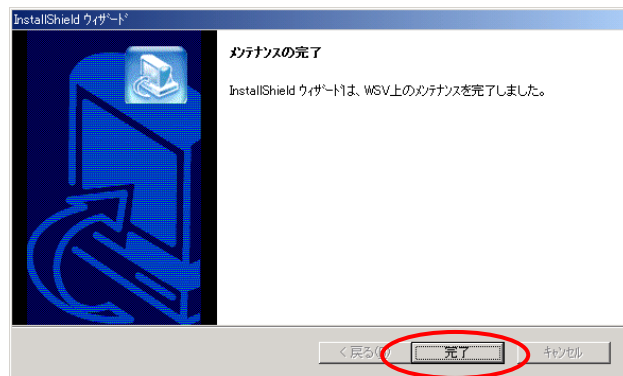 InstallShield ウィザード
メンテナンスの完了
InstallShield ウィザードは、WSV上のメンテナンスを完了しました。
< 戻る(
完了
キャンセル